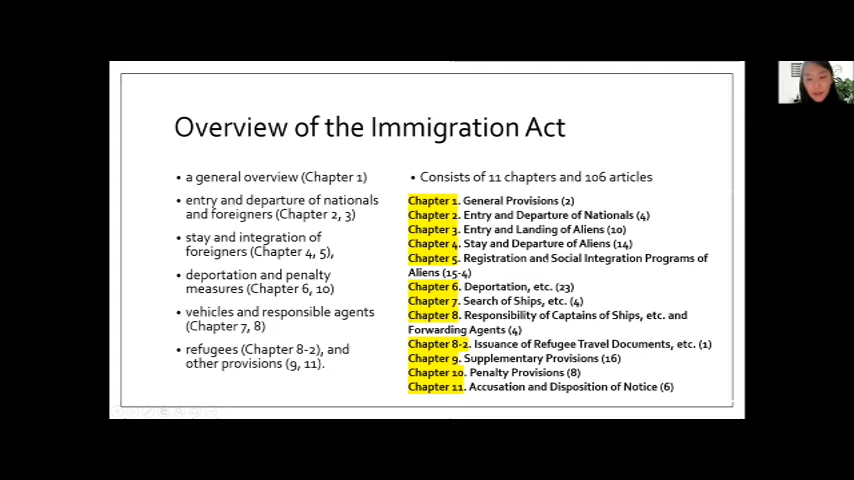 Overview of the Immigration Act
• a general overview (Chapter 1)
• entry and departure of nationals
and foreigners (Chapter 2, 3)
• stay and integration of
foreigners (Chapter 4, 5),
• deportation and penalty
measures (Chapter 6, 10)
• vehicles and responsible agents
(Chapter 7, 8)
• refugees (Chapter 8-2), and
other provisions (9, 11).
• Consists of 11 chapters and 106 articles
Chapter 1. General Provisions (2)
Chapter 2. Entry and Departure of Nationals (4)
Chapter 3. Entry and Landing of Aliens (10)
Chapter 4. Stay and Departure of Aliens (14)
Chapter 5. Registration and Social Integration Programs of
Aliens (15-4)
Chapter 6. Deportation, etc. (23)
Chapter 7. Search of Ships, etc. (4)
Chapter 8. Responsibility of Captains of Ships, etc. and
Forwarding Agents (4)
Chapter 8-2. Issuance of Refugee Travel Documents, etc. (1)
Chapter 9. Supplementary Provisions (16)
Chapter 10. Penalty Provisions (8)
Chapter 11. Accusation and Disposition of Notice (6)